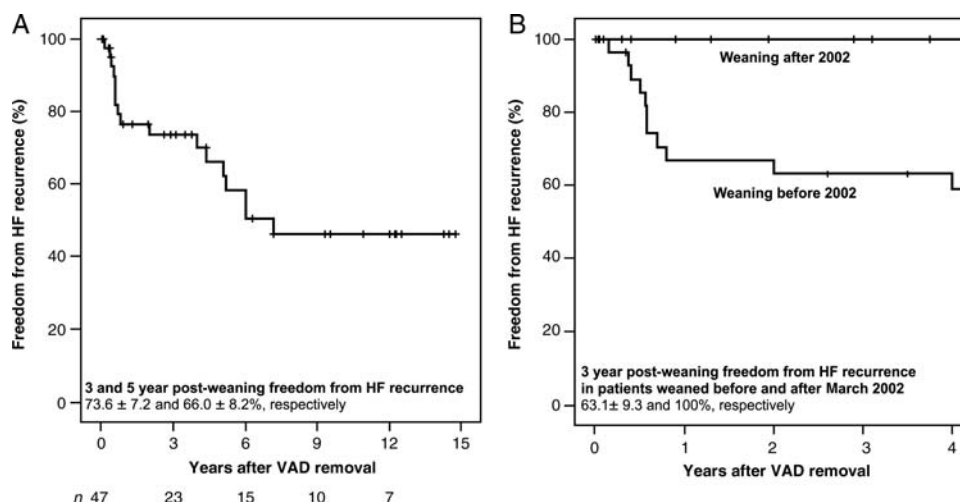 A
Freedom from HF recurrence (%)
100
80
60
40
20
0
3 and 5 year post-weaning freedom from HF recurrence
73.6 ± 7.2 and 66.0 ± 8.2%, respectively
0 3 6 9 12 15
Years after VAD removal
n 47 23 15 10 7
B
Freedom from HF recurrence (%)
100
80
60
40
20
0
Weaning after 2002
Weaning before 2002
3 year post-weaning freedom from HF recurrence
in patients weaned before and after March 2002
63.1± 9.3 and 100%, respectively
0 1 2 3 4
Years after VAD removal